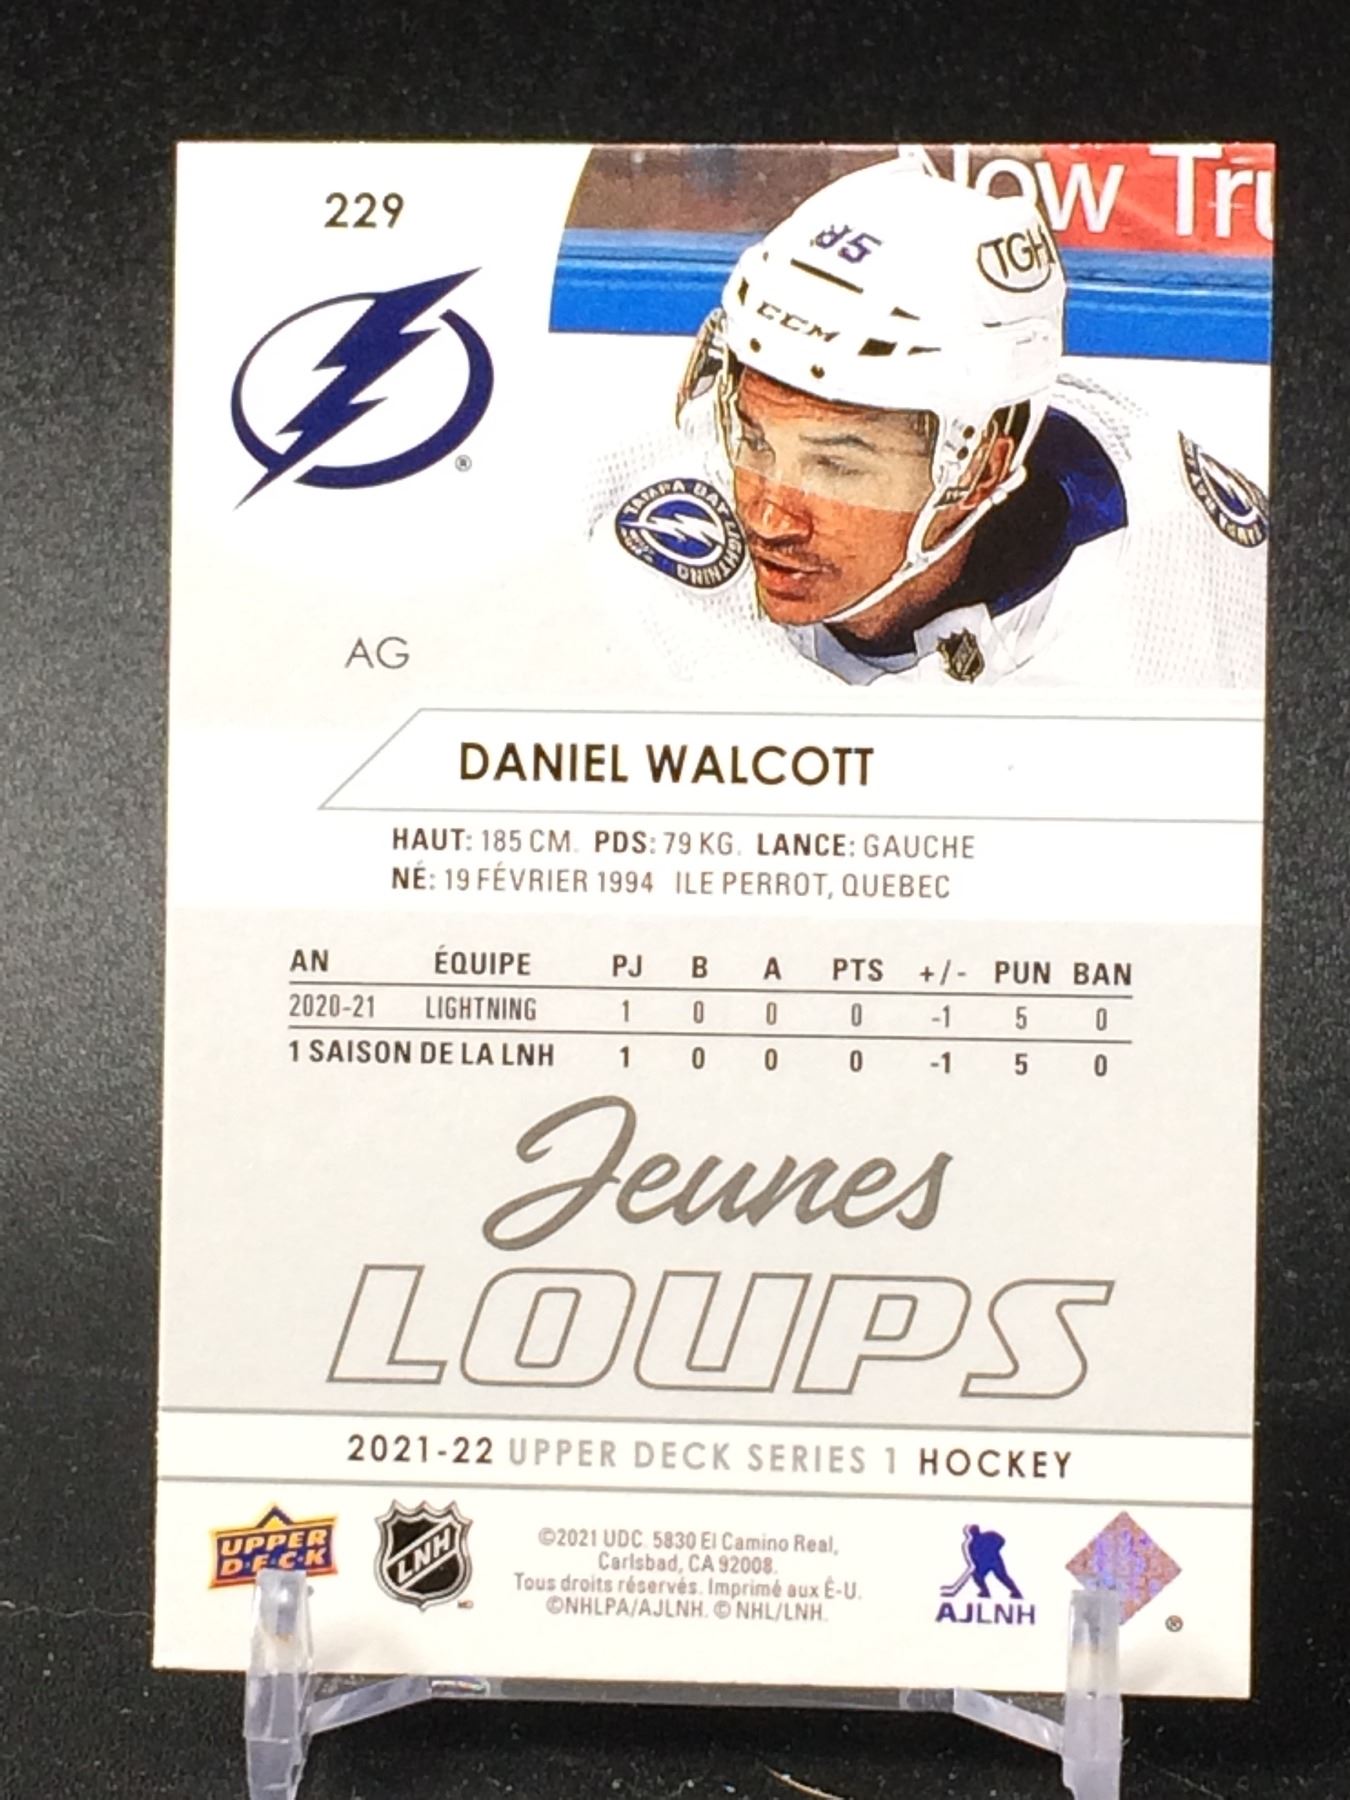 229
Now Tru
85
TGH
CCM
TAMPA BAY LIGHTNING
®
AG
DANIEL WALCOTT
HAUT: 185 CM. PDS: 79 KG. LANCE: GAUCHE
NÉ: 19 FÉVRIER 1994 ILE PERROT, QUEBEC
AN ÉQUIPE PJ B A PTS +/- PUN BAN
2020-21 LIGHTNING 1 0 0 0 -1 5 0
1 SAISON DE LA LNH 1 0 0 0 -1 5 0
Jeunes
LOUPS
2021-22 UPPER DECK SERIES 1 HOCKEY
UPPER DECK
LNH
©2021 UDC. 5830 El Camino Real,
Carlsbad, CA 92008.
Tous droits réservés. Imprimé aux É-U.
©NHLPA/AJLNH. © NHL/LNH.
AJLNH
®